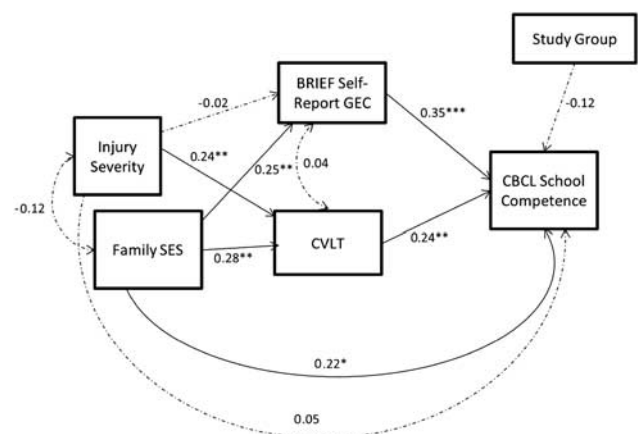 Study Group
BRIEF Self-
Report GEC
-0.02
-0.12
0.35***
Injury
Severity
0.24**
0.25**
0.04
CBCL School
Competence
-0.12
Family SES
CVLT
0.24**
0.28**
0.22*
0.05